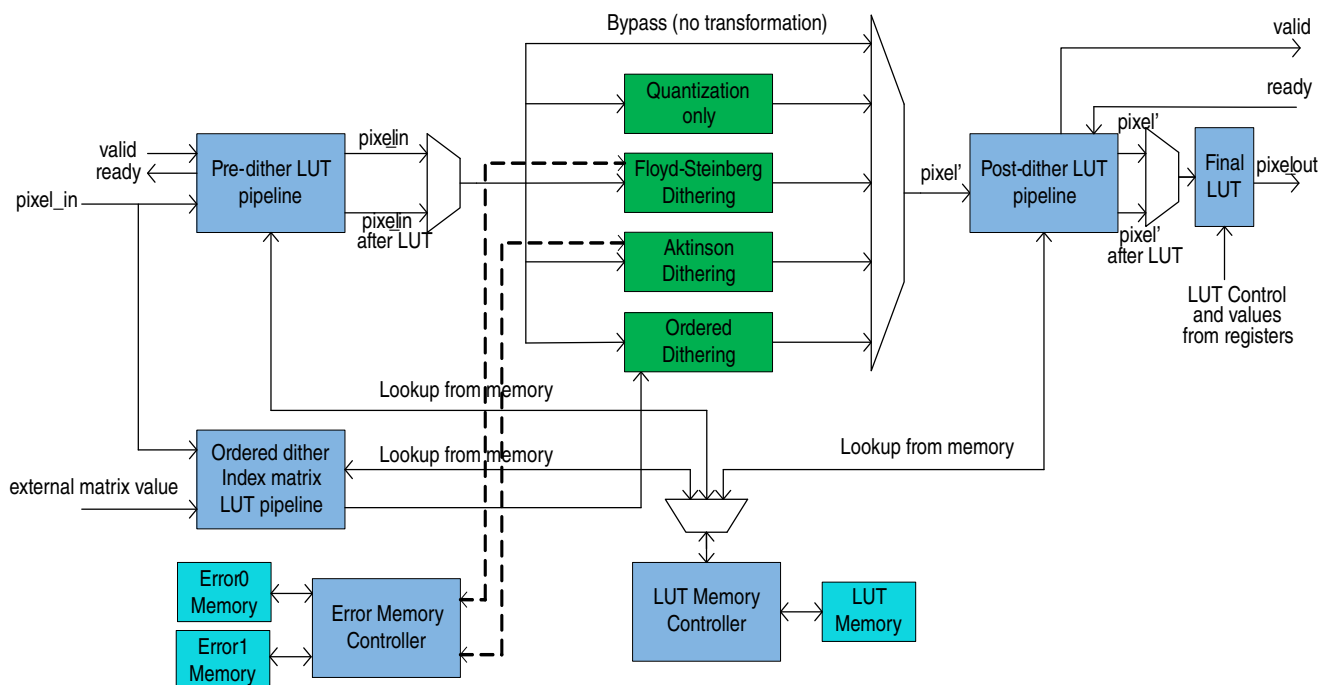 Bypass (no transformation)
valid
ready
Quantization
only
valid
ready
pixel_in
Pre-dither LUT
pipeline
pixel_in
pixel_in
after LUT
Floyd-Steinberg
Dithering
Aktinson
Dithering
Ordered
Dithering
pixel'
Post-dither LUT
pipeline
pixel'
pixel'
after LUT
Final
LUT
pixel_out
LUT Control
and values
from registers
Lookup from memory
Lookup from memory
Lookup from memory
Ordered dither
Index matrix
LUT pipeline
external matrix value
Error0
Memory
Error1
Memory
Error Memory
Controller
LUT Memory
Controller
LUT
Memory